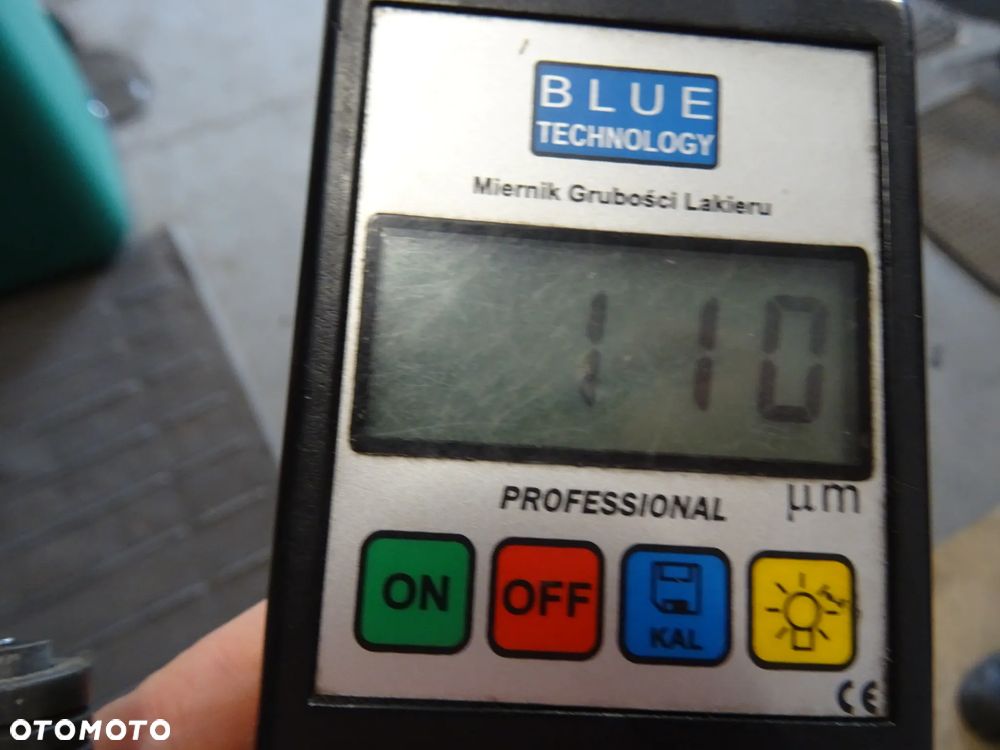 BLUE
TECHNOLOGY
Miernik Grubości Lakieru
110
PROFESSIONAL
µm
ON
OFF
KAL
CE
OTOMOTO